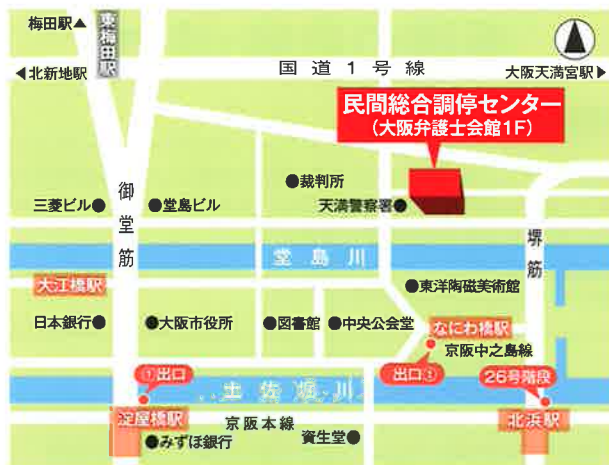 梅田駅▲
東梅田駅
◀北新地駅
国道1号線
大阪天満宮駅▶
民間総合調停センター
(大阪弁護士会館1F)
●裁判所
御堂筋
三菱ビル●
●堂島ビル
天満警察署●
堺筋
堂島川
大江橋駅
●東洋陶磁美術館
日本銀行●
●大阪市役所
●図書館
●中央公会堂
なにわ橋駅
京阪中之島線
①出口
出口①
26号階段
土佐堀川
淀屋橋駅
京阪本線
北浜駅
●みずほ銀行
資生堂●